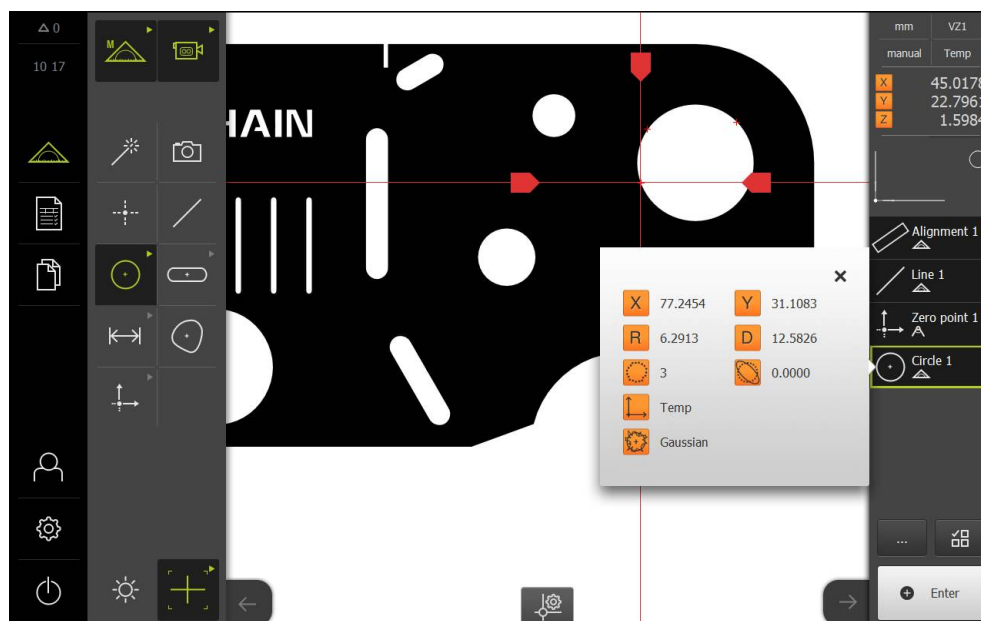 0
10 17
M
HAIN
mm
VZ1
manual
Temp
X
45.0178
Y
22.7961
Z
1.5984
Alignment 1
Line 1
Zero point 1
Circle 1
X
77.2454
Y
31.1083
R
6.2913
D
12.5826
3
0.0000
Temp
Gaussian
...
Enter